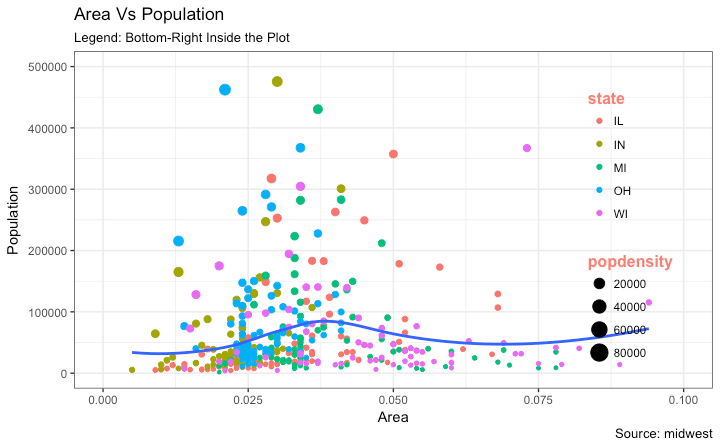 Area Vs Population
Legend: Bottom-Right Inside the Plot
Population
500000
400000
300000
200000
100000
0
0.000
0.025
0.050
0.075
0.100
Area
state
IL
IN
MI
OH
WI
popdensity
20000
40000
60000
80000
Source: midwest